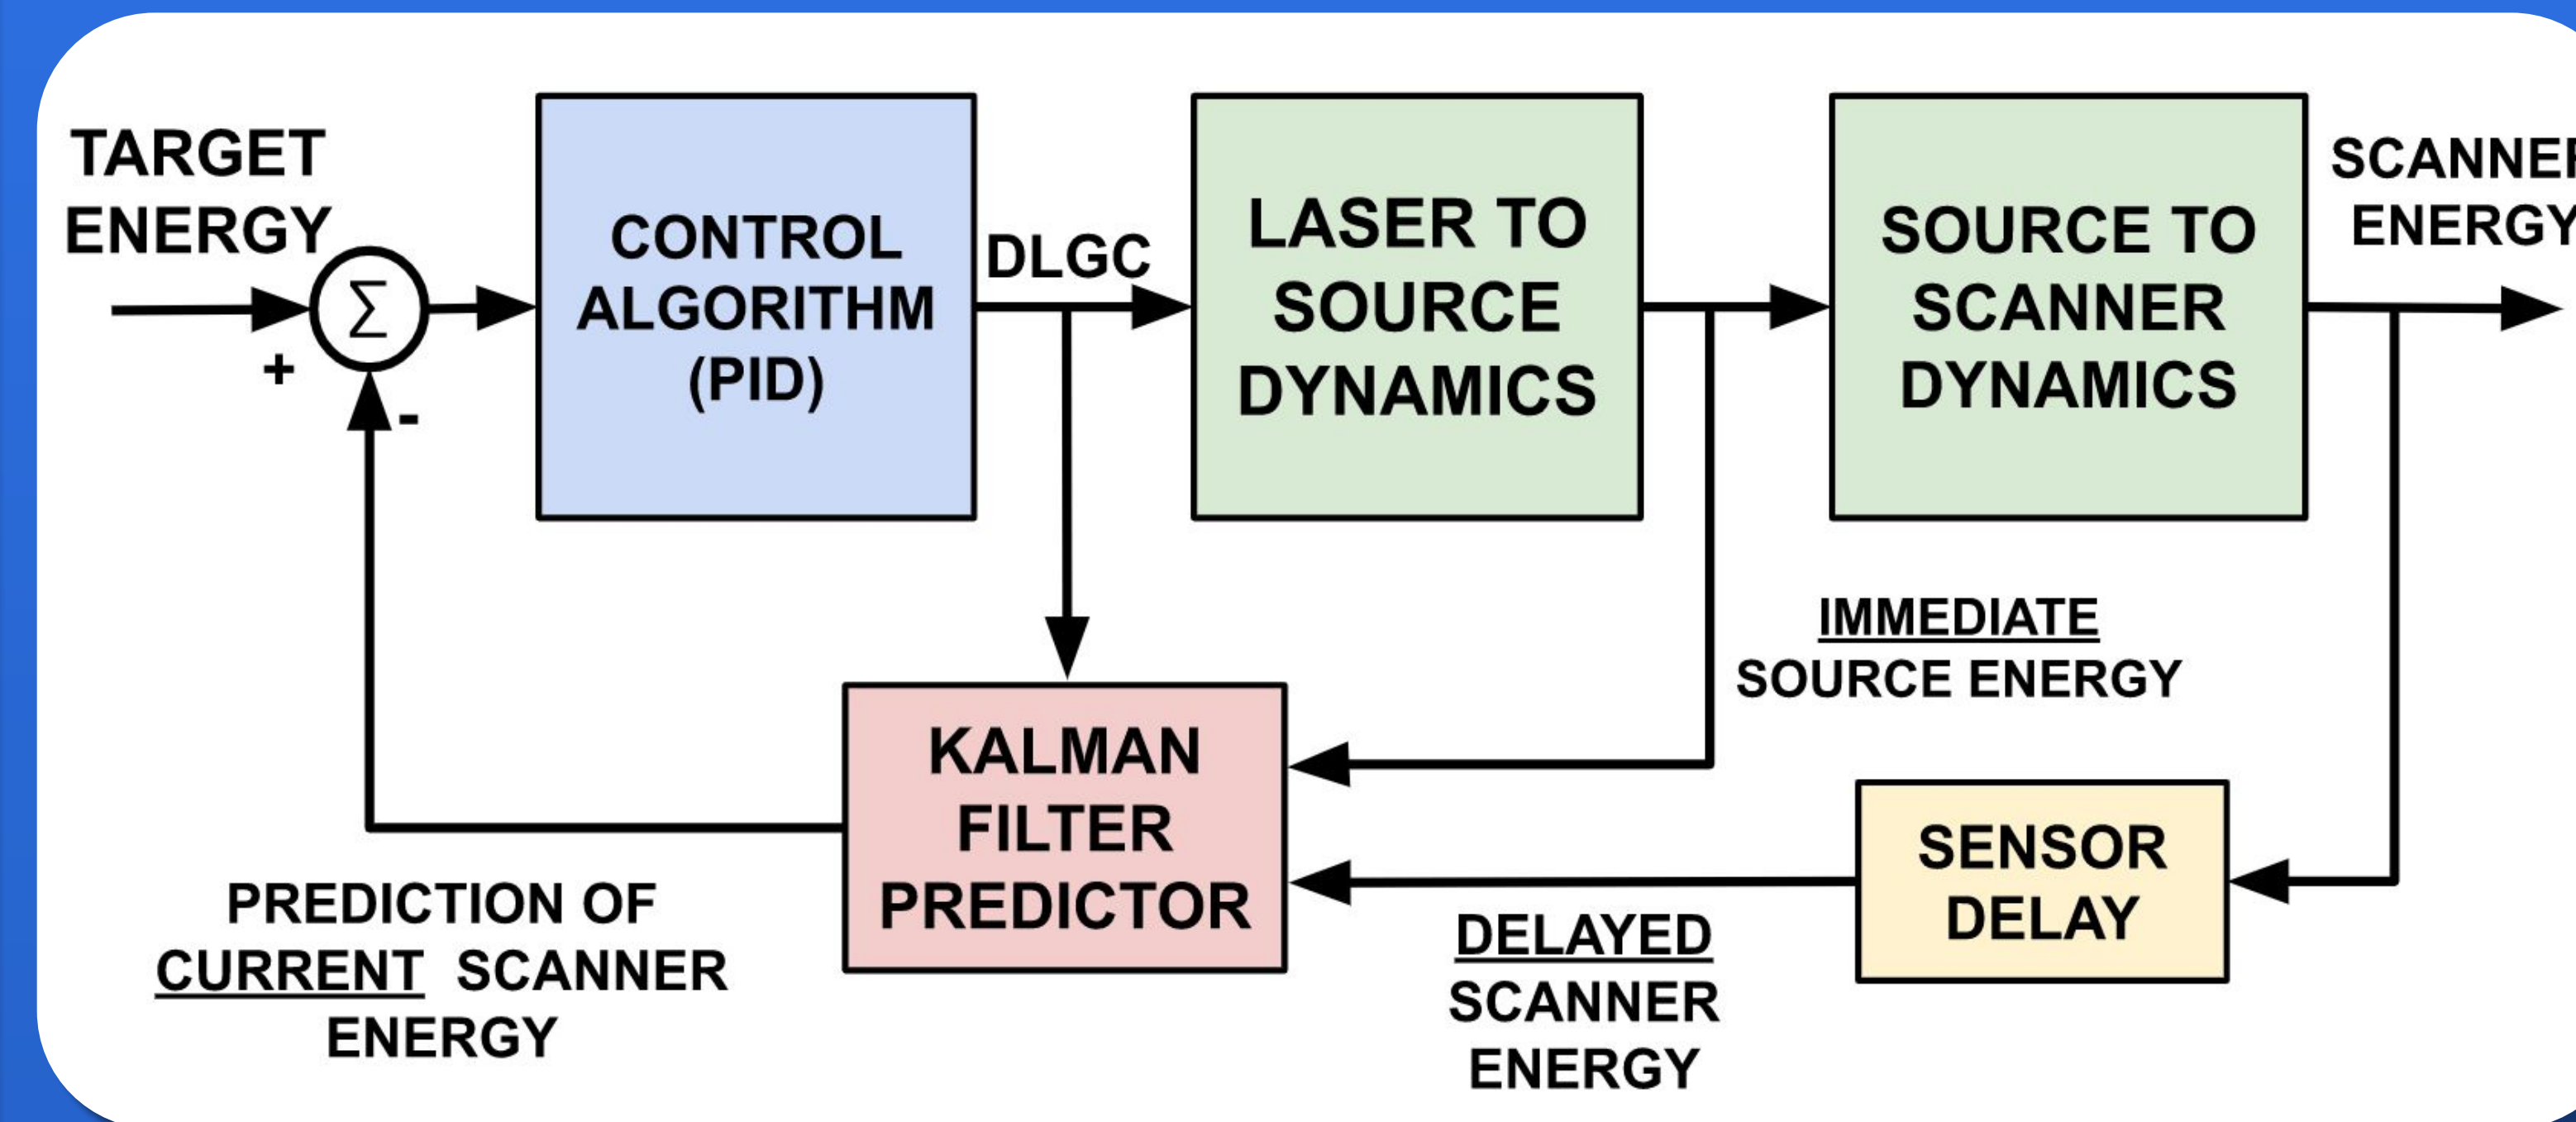 TARGET
ENERGY
Σ
+
-
CONTROL
ALGORITHM
(PID)
DLGC
LASER TO
SOURCE
DYNAMICS
SOURCE TO
SCANNER
DYNAMICS
SCANNER
ENERGY
IMMEDIATE
SOURCE ENERGY
KALMAN
FILTER
PREDICTOR
SENSOR
DELAY
PREDICTION OF
CURRENT SCANNER
ENERGY
DELAYED
SCANNER
ENERGY